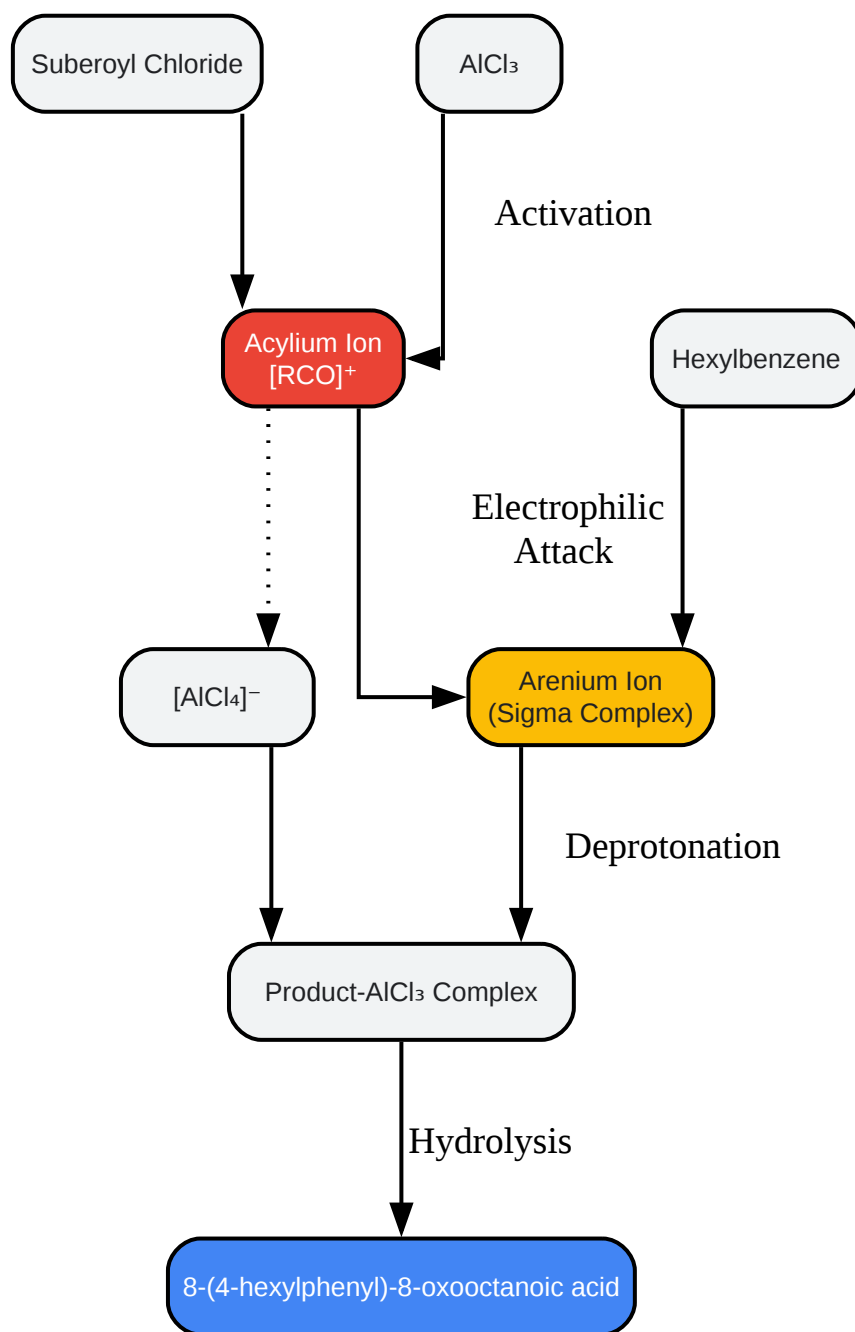 Suberoyl Chloride
AlCl₃
Activation
Acylium Ion
[RCO]⁺
Hexylbenzene
Electrophilic
Attack
[AlCl₄]⁻
Arenium Ion
(Sigma Complex)
Deprotonation
Product-AlCl₃ Complex
Hydrolysis
8-(4-hexylphenyl)-8-oxooctanoic acid